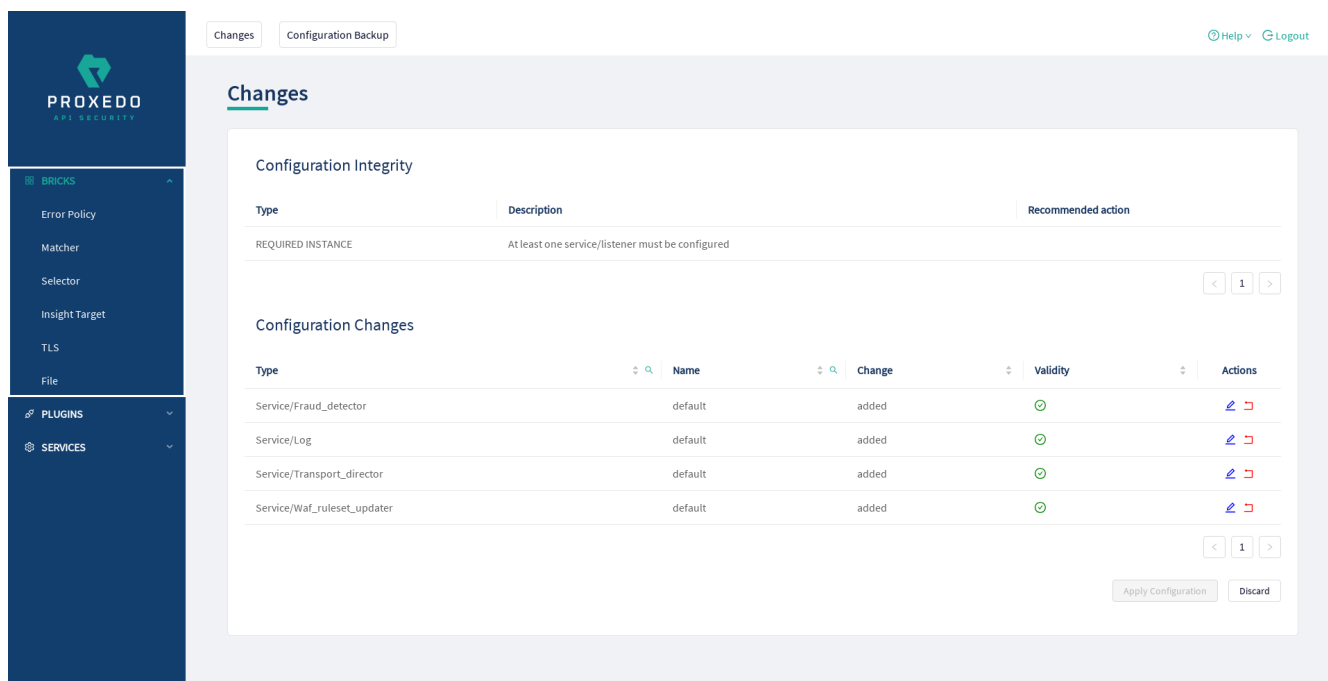 Changes Configuration Backup Help Logout
PROXEDO
API SECURITY
BRICKS
Error Policy
Matcher
Selector
Insight Target
TLS
File
PLUGINS
SERVICES
Changes
Configuration Integrity
Type Description Recommended action
REQUIRED INSTANCE At least one service/listener must be configured
< 1 >
Configuration Changes
Type Name Change Validity Actions
Service/Fraud_detector default added
Service/Log default added
Service/Transport_director default added
Service/Waf_ruleset_updater default added
< 1 >
Apply Configuration Discard